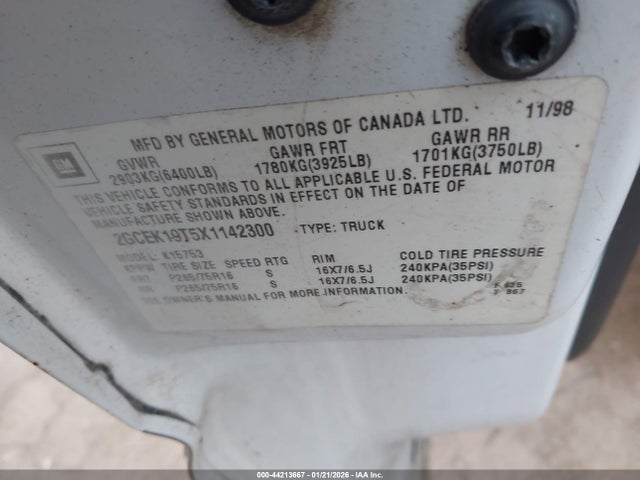 MFD BY GENERAL MOTORS OF CANADA LTD. 11/98
GM
GVWR GAWR FRT GAWR RR
2903KG(6400LB) 1780KG(3925LB) 1701KG(3750LB)
THIS VEHICLE CONFORMS TO ALL APPLICABLE U.S. FEDERAL MOTOR
VEHICLE SAFETY STANDARDS IN EFFECT ON THE DATE OF
MANUFACTURE SHOWN ABOVE.
2GCEK19T5X1142300 TYPE: TRUCK
MODEL: K15753
TIRE SIZE SPEED RTG RIM COLD TIRE PRESSURE
FRT P265/75R16 S 16X7/6.5J 240KPA(35PSI)
RR P265/75R16 S 16X7/6.5J 240KPA(35PSI)
OWNER'S MANUAL FOR MORE INFORMATION.
000-44213667 - 01/21/2026 - IAA Inc.